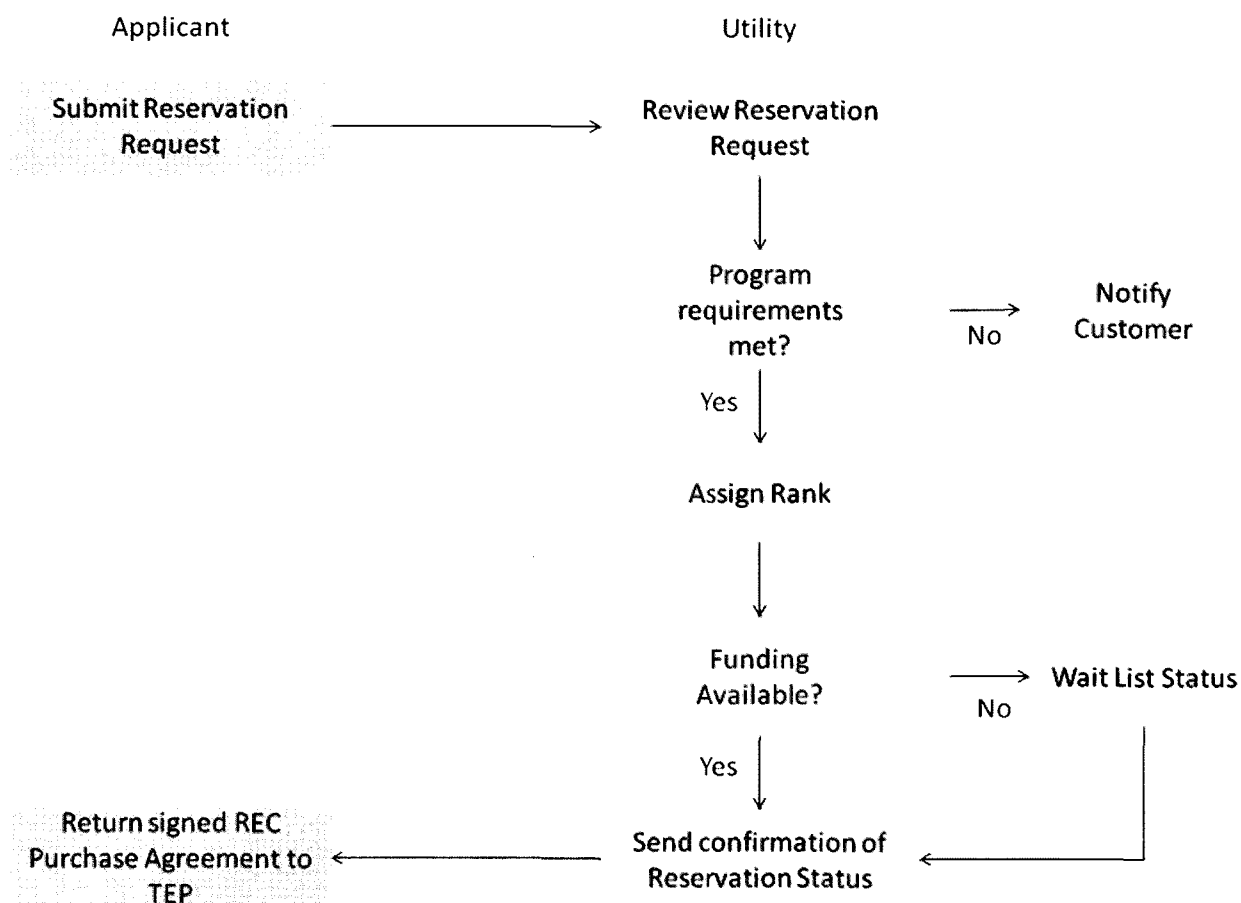 Applicant
Utility
Submit Reservation
Request
Review Reservation
Request
Program
requirements
met?
No
Notify
Customer
Yes
Assign Rank
Funding
Available?
No
Wait List Status
Yes
Send confirmation of
Reservation Status
Return signed REC
Purchase Agreement to
TEP